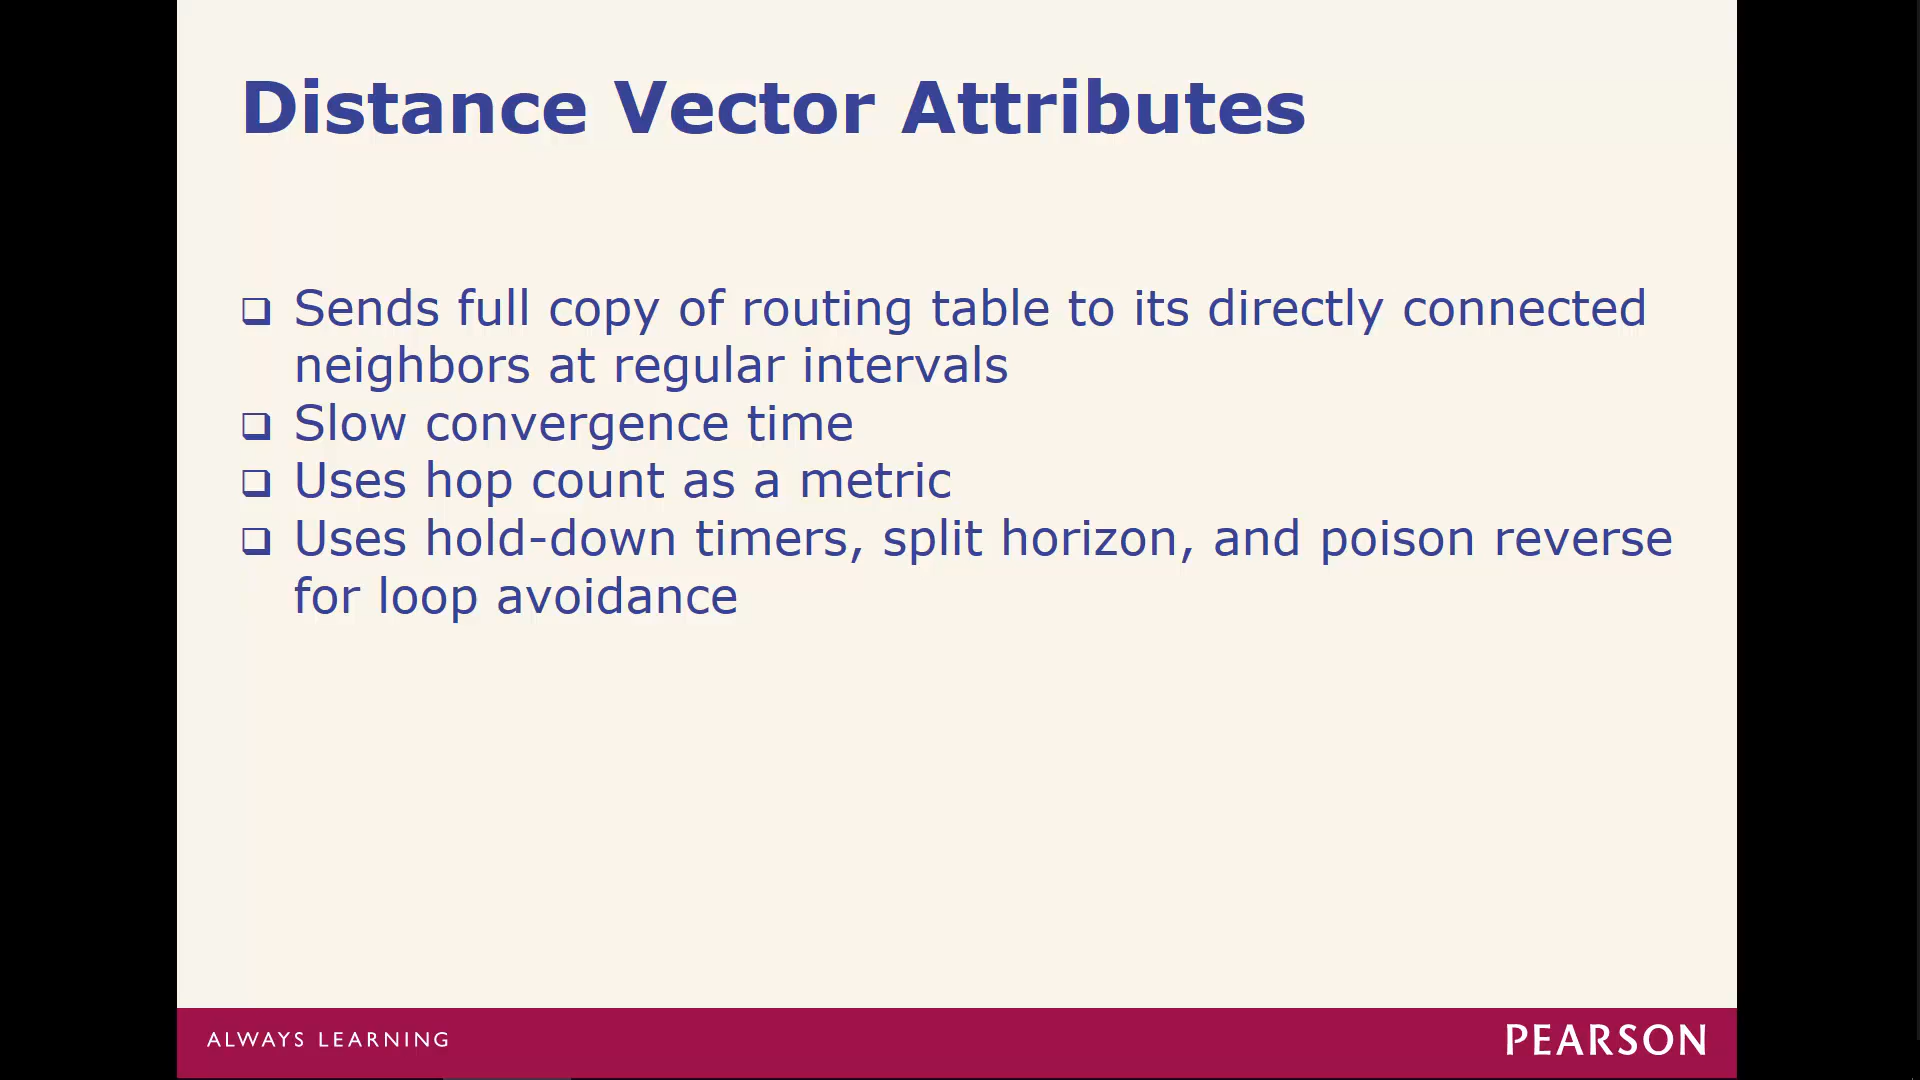 Distance Vector Attributes
❑ Sends full copy of routing table to its directly connected
neighbors at regular intervals
❑ Slow convergence time
❑ Uses hop count as a metric
❑ Uses hold-down timers, split horizon, and poison reverse
for loop avoidance
ALWAYS LEARNING
PEARSON